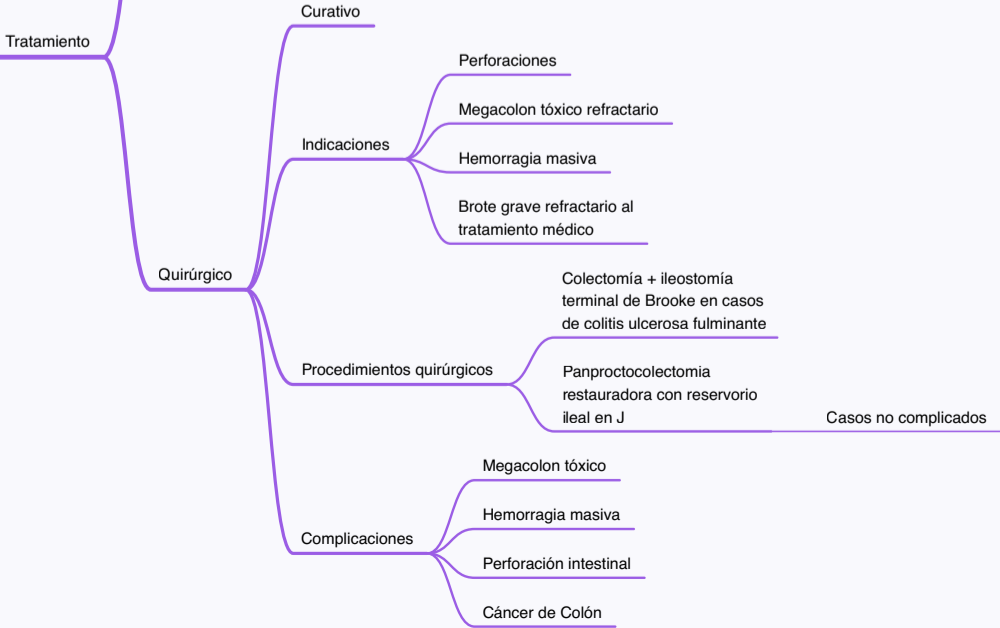 Tratamiento
Quirúrgico
Curativo
Indicaciones
Perforaciones
Megacolon tóxico refractario
Hemorragia masiva
Brote grave refractario al
tratamiento médico
Procedimientos quirúrgicos
Colectomía + ileostomía
terminal de Brooke en casos
de colitis ulcerosa fulminante
Panproctocolectomia
restauradora con reservorio
ileal en J
Casos no complicados
Complicaciones
Megacolon tóxico
Hemorragia masiva
Perforación intestinal
Cáncer de Colón